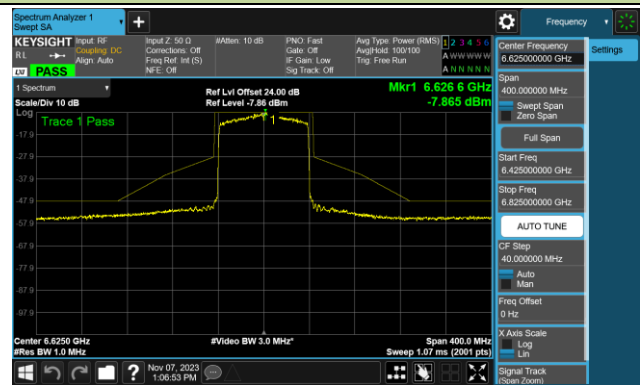 Spectrum Analyzer 1
Swept SA
Frequency
KEYSIGHT
RL
PASS
Input: RF
Coupling: DC
Align: Auto
Input Z: 50 Ω
Corrections: Off
Freq Ref: Int (S)
NFE: Off
#Atten: 10 dB
PNO: Fast
Gate: Off
IF Gain: Low
Sig Track: Off
Avg Type: Power (RMS)
Avg|Hold: 100/100
Trig: Free Run
1 2 3 4 5 6
A W W W W W
A N N N N N
1 Spectrum
Scale/Div 10 dB
Ref Lvl Offset 24.00 dB
Ref Level -7.86 dBm
Mkr1 6.626 6 GHz
-7.865 dBm
Log
Trace 1 Pass
1
-17.9
-27.9
-37.9
-47.9
-57.9
-67.9
-77.9
-87.9
-97.9
Center 6.6250 GHz
#Res BW 1.0 MHz
#Video BW 3.0 MHz*
Span 400.0 MHz
Sweep 1.07 ms (2001 pts)
Center Frequency
6.625000000 GHz
Settings
Span
400.000000 MHz
Swept Span
Zero Span
Full Span
Start Freq
6.425000000 GHz
Stop Freq
6.825000000 GHz
AUTO TUNE
CF Step
40.000000 MHz
Auto
Man
Freq Offset
0 Hz
X Axis Scale
Log
Lin
Signal Track
(Span Zoom)
Nov 07, 2023
1:06:53 PM